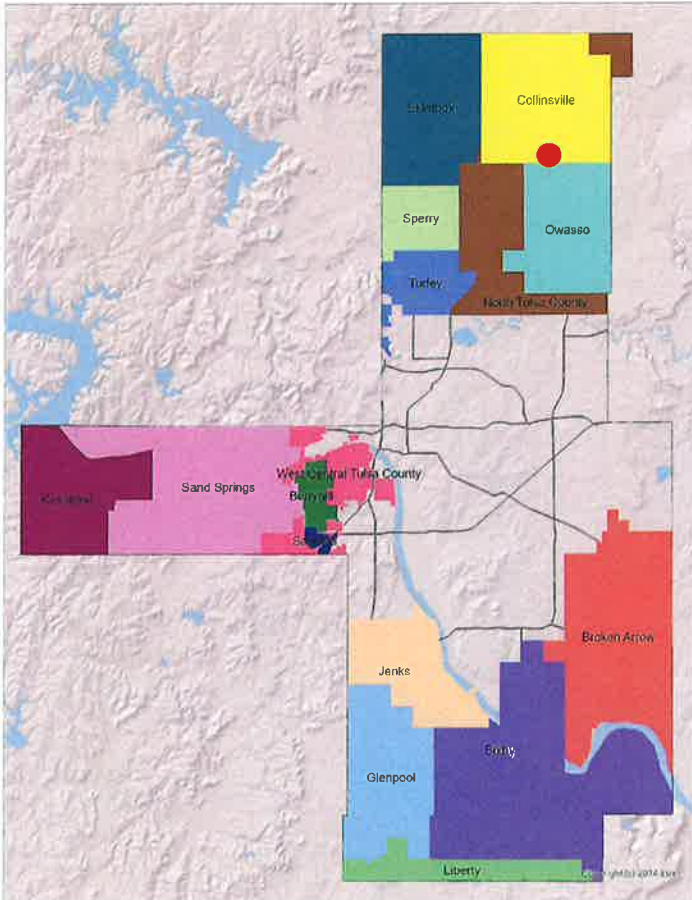 Skiatook
Collinsville
Sperry
Owasso
Turley
North Tulsa County
West Central Tulsa County
Keystone
Sand Springs
Berryhill
Broken Arrow
Jenks
Bixby
Glenpool
Liberty